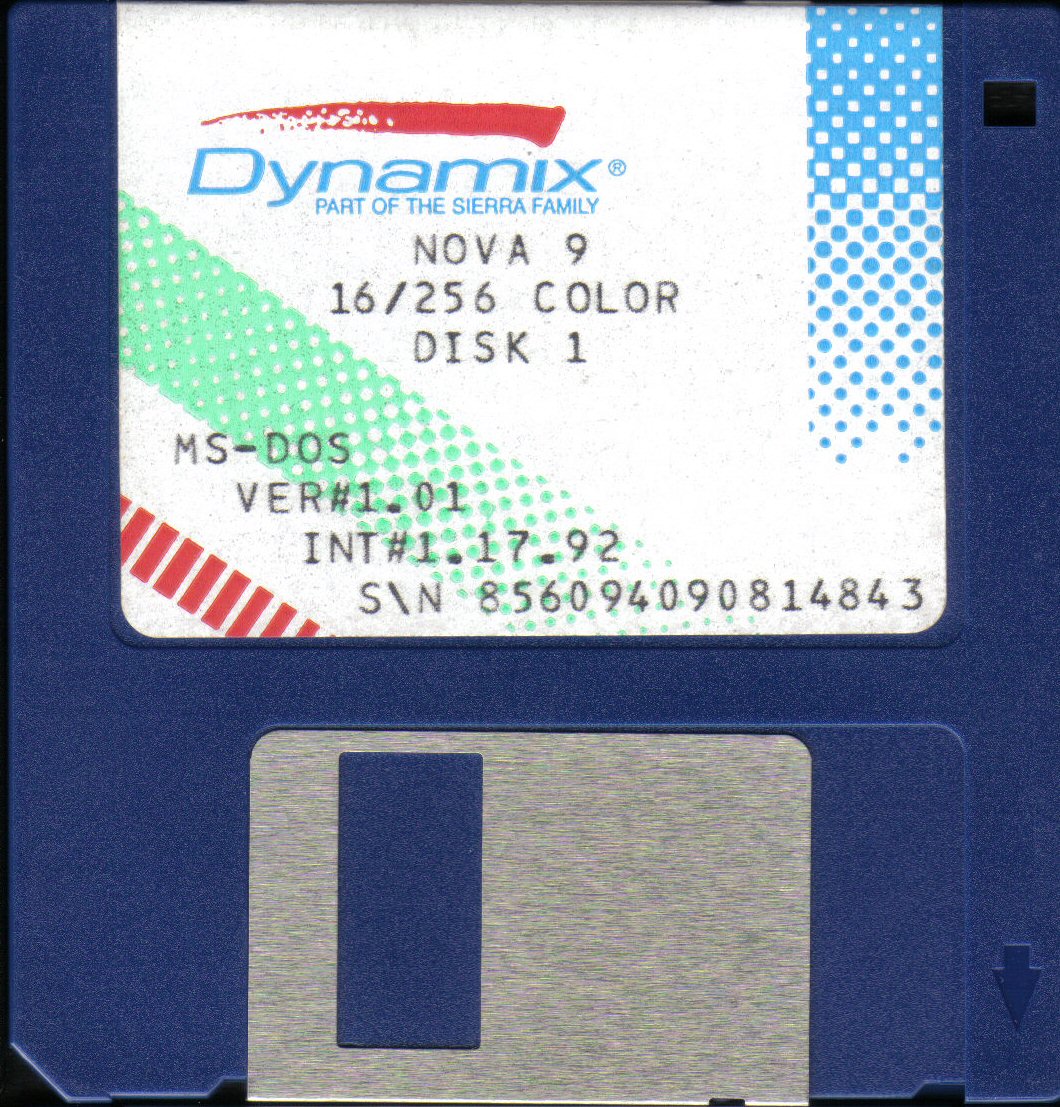 Dynamix®
PART OF THE SIERRA FAMILY
NOVA 9
16/256 COLOR
DISK 1
MS-DOS
VER#1.01
INT#1.17.92
S\N 856094090814843